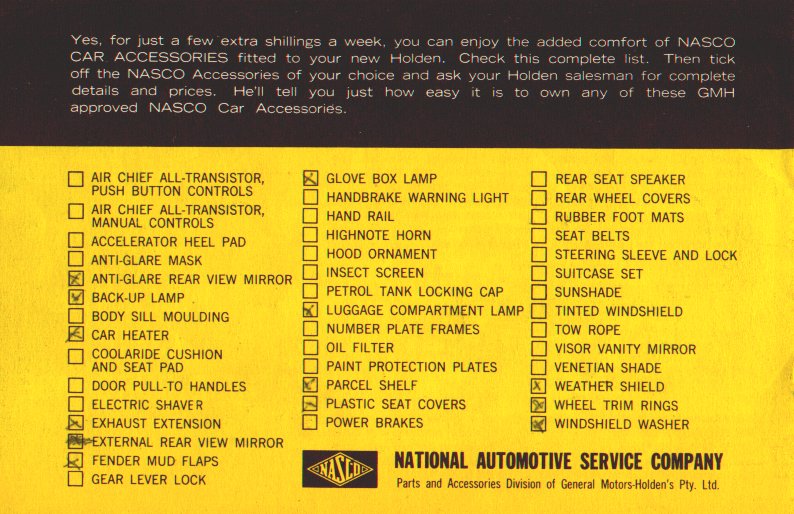 Yes, for just a few extra shillings a week, you can enjoy the added comfort of NASCO
CAR ACCESSORIES fitted to your new Holden. Check this complete list. Then tick
off the NASCO Accessories of your choice and ask your Holden salesman for complete
details and prices. He'll tell you just how easy it is to own any of these GMH
approved NASCO Car Accessories.
AIR CHIEF ALL-TRANSISTOR,
PUSH BUTTON CONTROLS
AIR CHIEF ALL-TRANSISTOR,
MANUAL CONTROLS
ACCELERATOR HEEL PAD
ANTI-GLARE MASK
ANTI-GLARE REAR VIEW MIRROR
BACK-UP LAMP
BODY SILL MOULDING
CAR HEATER
COOLARIDE CUSHION
AND SEAT PAD
DOOR PULL-TO HANDLES
ELECTRIC SHAVER
EXHAUST EXTENSION
EXTERNAL REAR VIEW MIRROR
FENDER MUD FLAPS
GEAR LEVER LOCK
GLOVE BOX LAMP
HANDBRAKE WARNING LIGHT
HAND RAIL
HIGHNOTE HORN
HOOD ORNAMENT
INSECT SCREEN
PETROL TANK LOCKING CAP
LUGGAGE COMPARTMENT LAMP
NUMBER PLATE FRAMES
OIL FILTER
PAINT PROTECTION PLATES
PARCEL SHELF
PLASTIC SEAT COVERS
POWER BRAKES
REAR SEAT SPEAKER
REAR WHEEL COVERS
RUBBER FOOT MATS
SEAT BELTS
STEERING SLEEVE AND LOCK
SUITCASE SET
SUNSHADE
TINTED WINDSHIELD
TOW ROPE
VISOR VANITY MIRROR
VENETIAN SHADE
WEATHER SHIELD
WHEEL TRIM RINGS
WINDSHIELD WASHER
NASCO
NATIONAL AUTOMOTIVE SERVICE COMPANY
Parts and Accessories Division of General Motors-Holden's Pty. Ltd.